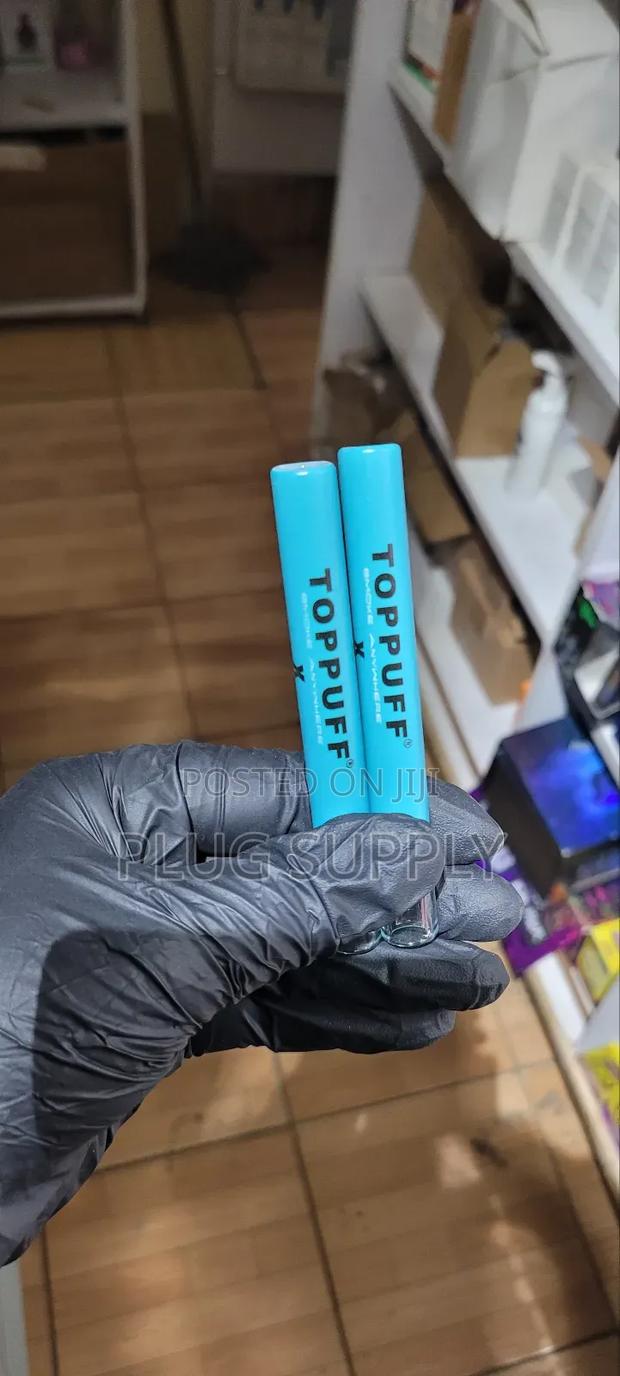 TOPPUFF
SMOKE ANYWHERE
X
TOPPUFF
SMOKE ANYWHERE
X
POSTED ON JIJI
PLUG SUPPLY